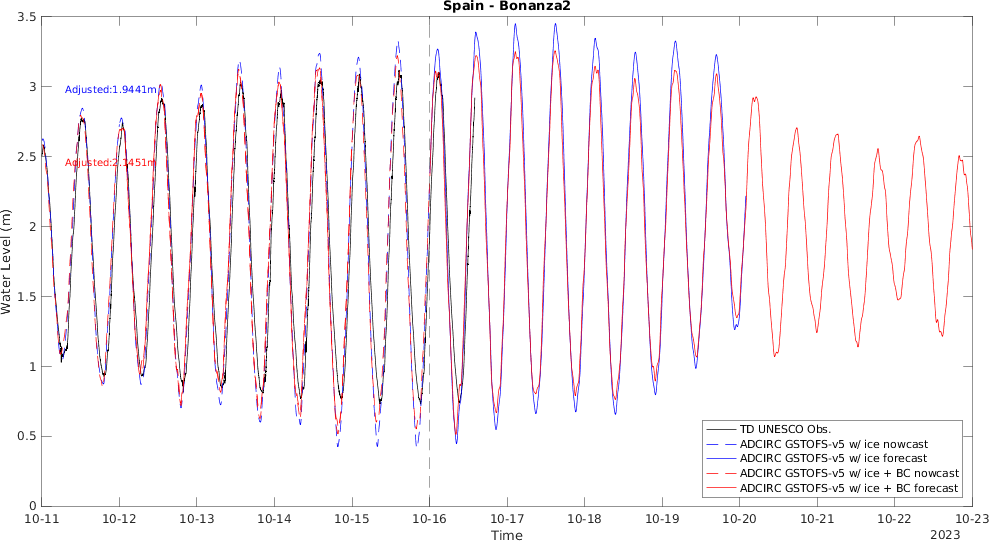 Spain - Bonanza2
3.5
3
2.5
2
1.5
1
0.5
0
Water Level (m)
Adjusted:1.9441m
Adjusted:2.1451m
TD UNESCO Obs.
ADCIRC GSTOFS-v5 w/ ice nowcast
ADCIRC GSTOFS-v5 w/ ice forecast
ADCIRC GSTOFS-v5 w/ ice + BC nowcast
ADCIRC GSTOFS-v5 w/ ice + BC forecast
10-11 10-12 10-13 10-14 10-15 10-16 10-17 10-18 10-19 10-20 10-21 10-22 10-23
Time
2023